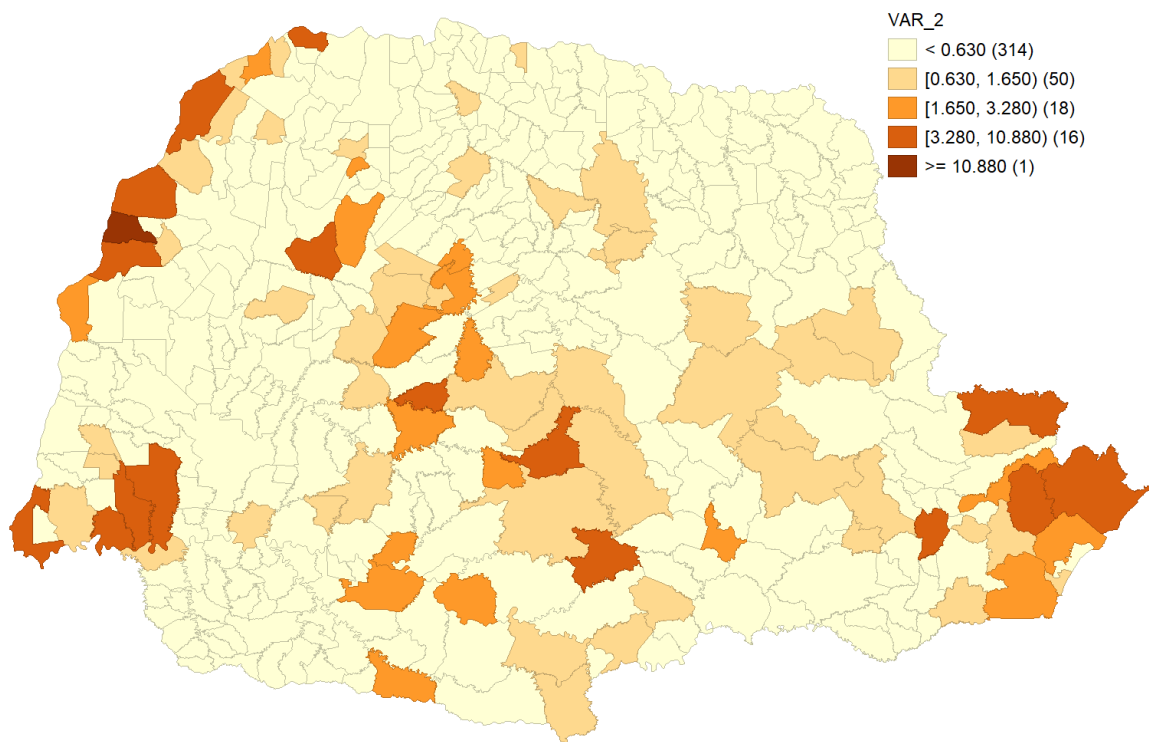 VAR_2
< 0.630 (314)
[0.630, 1.650) (50)
[1.650, 3.280) (18)
[3.280, 10.880) (16)
>= 10.880 (1)